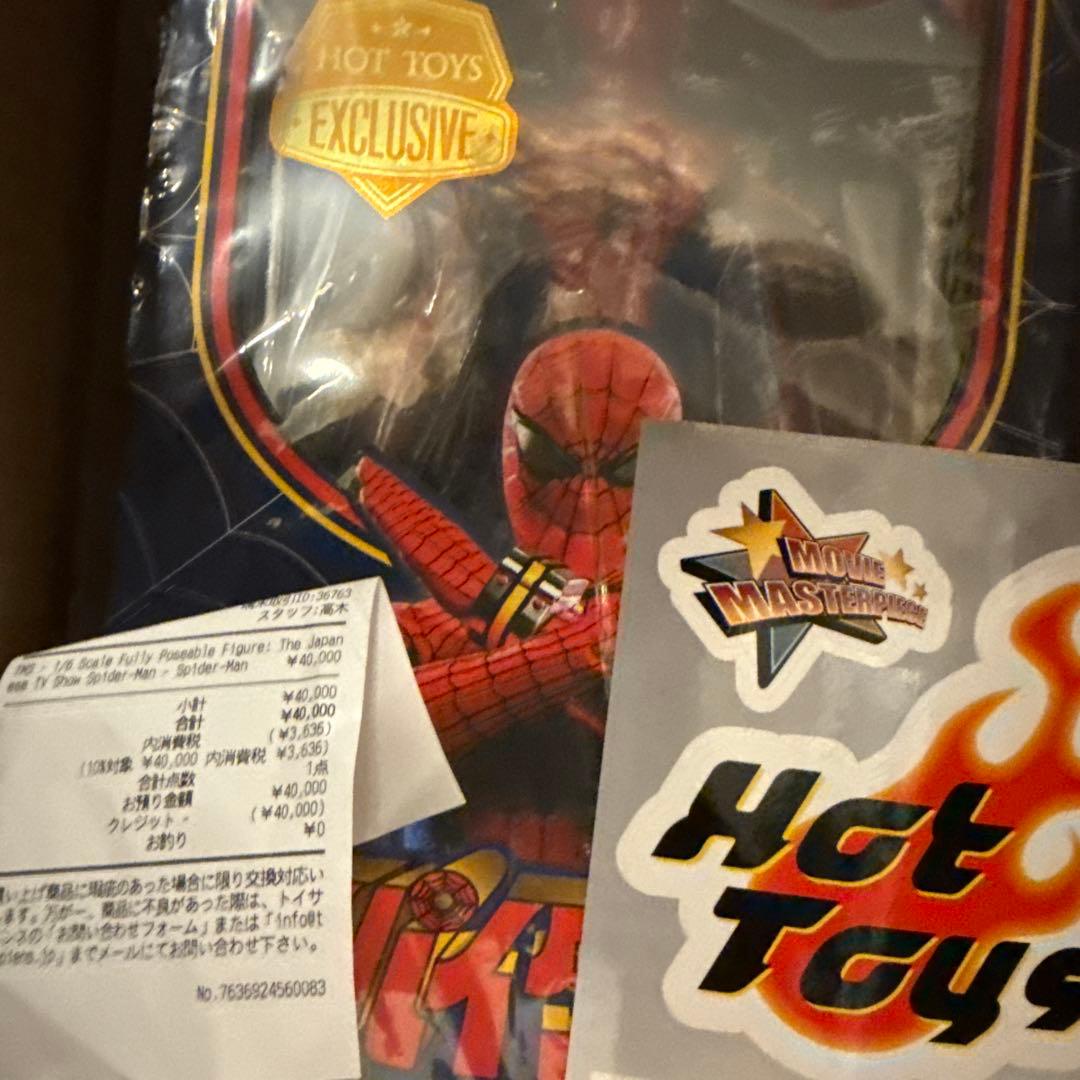 HOT TOYS
EXCLUSIVE
MOVIE
MASTERPIECE
Hot
Toys
端末取引ID:36763
スタッフ:高木
TMS - 1/6 Scale Fully Poseable Figure: The Japan
ese TV Show Spider-Man - Spider-Man ¥40,000
小計 ¥40,000
合計 ¥40,000
内消費税 (¥3,636)
(10%対象 ¥40,000 内消費税 ¥3,636)
合計点数 1点
お預り金額 ¥40,000
クレジット - (¥40,000)
お釣り ¥0
い上げ商品に瑕疵のあった場合に限り交換対応い
ます。万が一、商品に不良があった際は、トイサ
ンスの「お問い合わせフォーム」または「info@t
piens.jp」までメールにてお問い合わせ下さい。
No.7636924560083